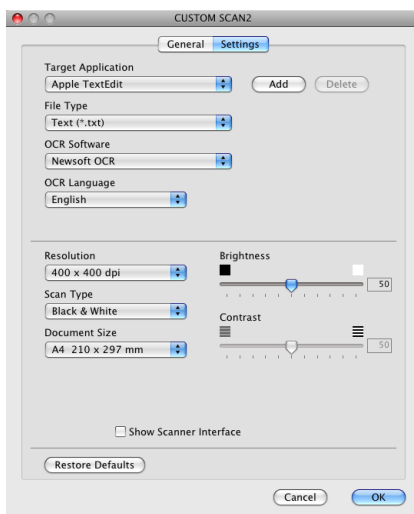 CUSTOM SCAN2
General Settings
Target Application
Apple TextEdit Add Delete
File Type
Text (*.txt)
OCR Software
Newsoft OCR
OCR Language
English
Resolution
400 x 400 dpi
Scan Type
Black & White
Document Size
A4 210 x 297 mm
Brightness
50
Contrast
50
Show Scanner Interface
Restore Defaults
Cancel OK